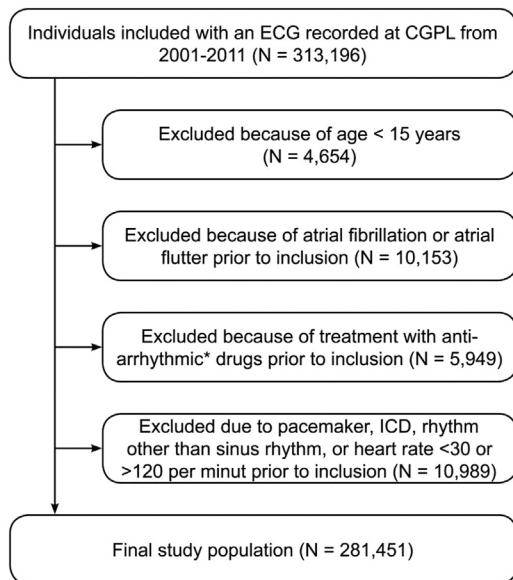 Individuals included with an ECG recorded at CGPL from
2001-2011 (N = 313,196)
Excluded because of age < 15 years
(N = 4,654)
Excluded because of atrial fibrillation or atrial
flutter prior to inclusion (N = 10,153)
Excluded because of treatment with anti-
arrhythmic* drugs prior to inclusion (N = 5,949)
Excluded due to pacemaker, ICD, rhythm
other than sinus rhythm, or heart rate <30 or
>120 per minut prior to inclusion (N = 10,989)
Final study population (N = 281,451)